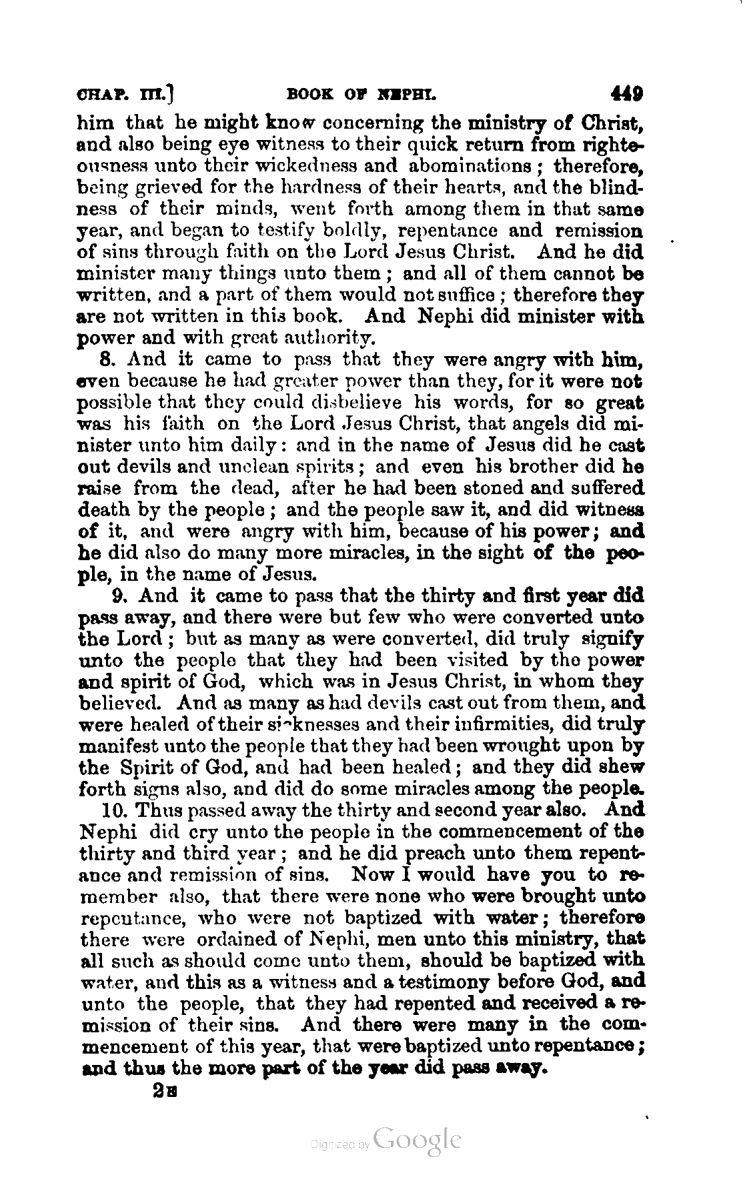 CHAP. III.] BOOK OF NEPHI. 449
him that he might know concerning the ministry of Christ,
and also being eye witness to their quick return from righte-
ousness unto their wickedness and abominations; therefore,
being grieved for the hardness of their hearts, and the blind-
ness of their minds, went forth among them in that same
year, and began to testify boldly, repentance and remission
of sins through faith on the Lord Jesus Christ. And he did
minister many things unto them; and all of them cannot be
written, and a part of them would not suffice; therefore they
are not written in this book. And Nephi did minister with
power and with great authority.
8. And it came to pass that they were angry with him,
even because he had greater power than they, for it were not
possible that they could disbelieve his words, for so great
was his faith on the Lord Jesus Christ, that angels did mi-
nister unto him daily: and in the name of Jesus did he cast
out devils and unclean spirits; and even his brother did he
raise from the dead, after he had been stoned and suffered
death by the people; and the people saw it, and did witness
of it, and were angry with him, because of his power; and
he did also do many more miracles, in the sight of the peo-
ple, in the name of Jesus.
9. And it came to pass that the thirty and first year did
pass away, and there were but few who were converted unto
the Lord; but as many as were converted, did truly signify
unto the people that they had been visited by the power
and spirit of God, which was in Jesus Christ, in whom they
believed. And as many as had devils cast out from them, and
were healed of their sicknesses and their infirmities, did truly
manifest unto the people that they had been wrought upon by
the Spirit of God, and had been healed; and they did shew
forth signs also, and did do some miracles among the people.
10. Thus passed away the thirty and second year also. And
Nephi did cry unto the people in the commencement of the
thirty and third year; and he did preach unto them repent-
ance and remission of sins. Now I would have you to re-
member also, that there were none who were brought unto
repentance, who were not baptized with water; therefore
there were ordained of Nephi, men unto this ministry, that
all such as should come unto them, should be baptized with
water, and this as a witness and a testimony before God, and
unto the people, that they had repented and received a re-
mission of their sins. And there were many in the com-
mencement of this year, that were baptized unto repentance;
and thus the more part of the year did pass away.
2E
Digitized by Google